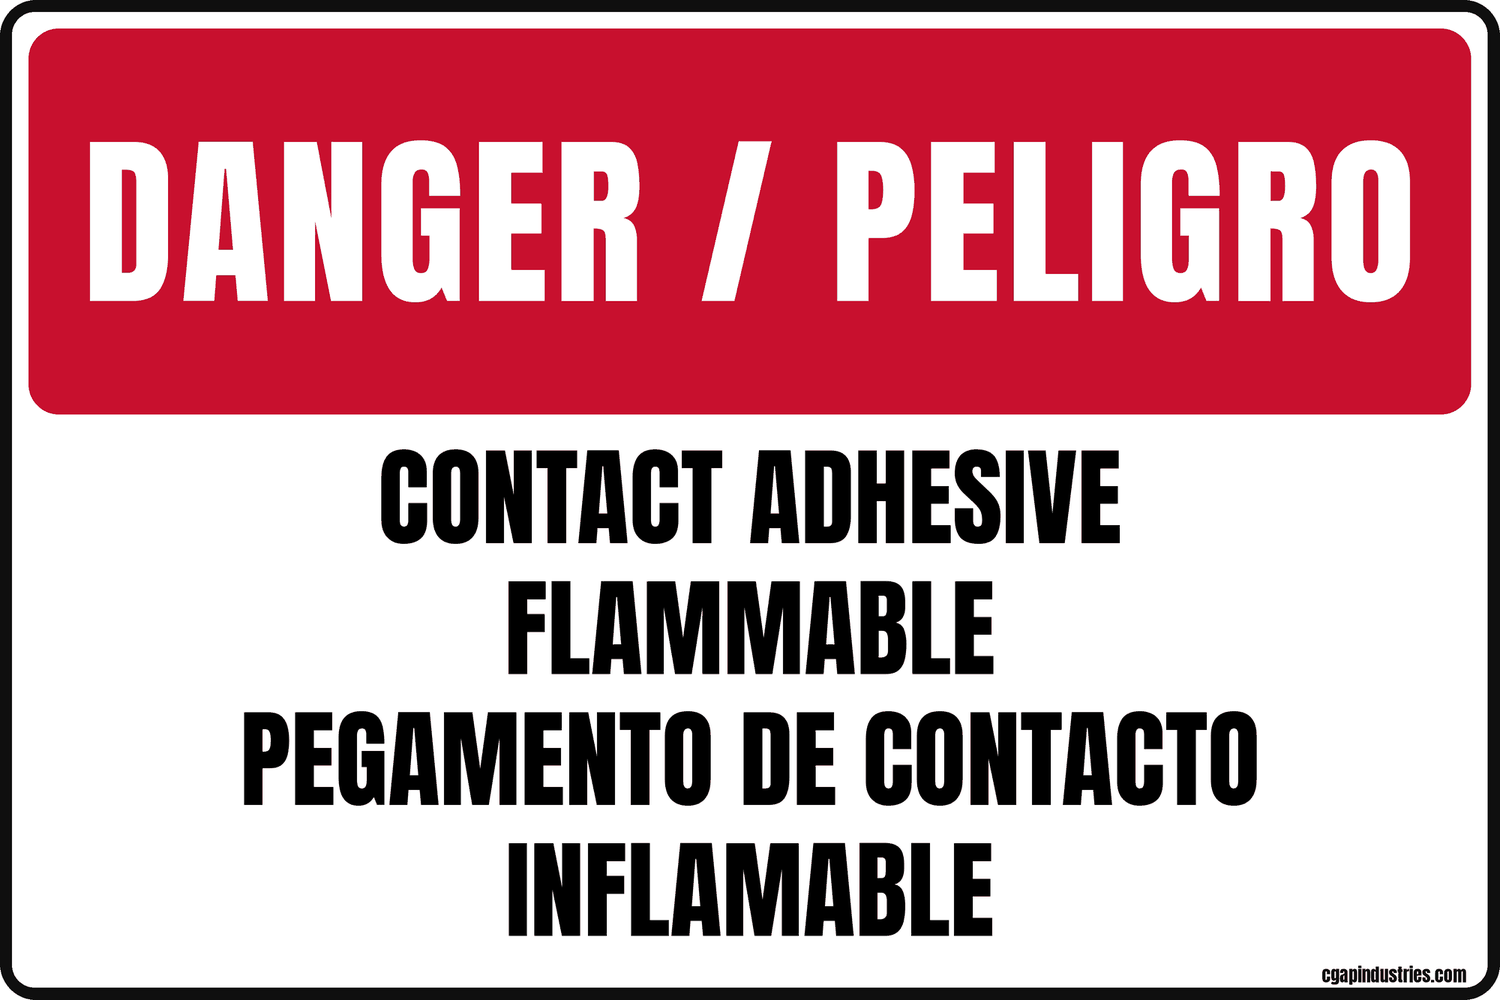 DANGER / PELIGRO
CONTACT ADHESIVE
FLAMMABLE
PEGAMENTO DE CONTACTO
INFLAMABLE
cgapindustries.com